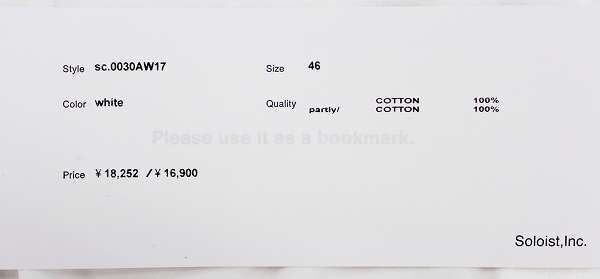 Style sc.0030AW17 Size 46
Color white Quality COTTON 100%
partly/ COTTON 100%
Please use it as a bookmark.
Price ¥18,252 /¥16,900
Soloist,Inc.